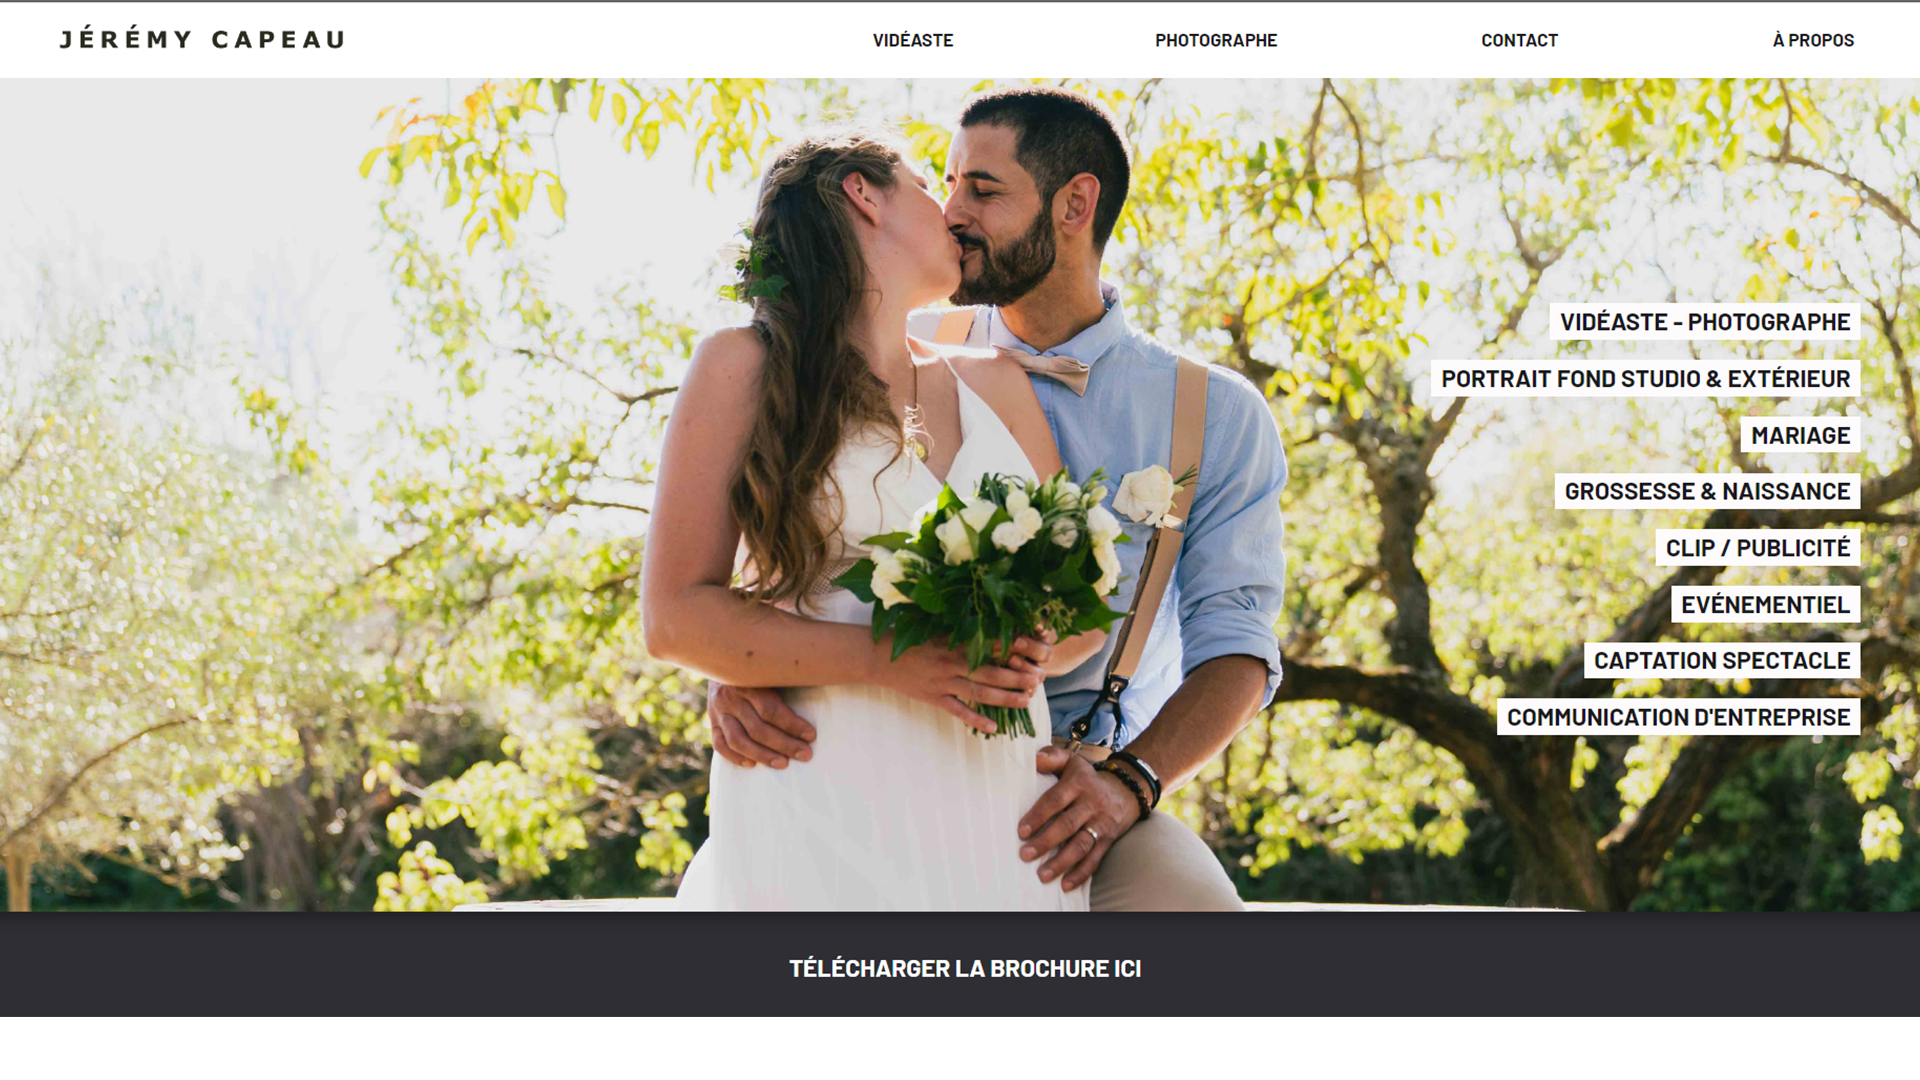 JÉRÉMY CAPEAU
VIDÉASTE
PHOTOGRAPHE
CONTACT
À PROPOS
VIDÉASTE - PHOTOGRAPHE
PORTRAIT FOND STUDIO & EXTÉRIEUR
MARIAGE
GROSSESSE & NAISSANCE
CLIP / PUBLICITÉ
EVÉNEMENTIEL
CAPTATION SPECTACLE
COMMUNICATION D'ENTREPRISE
TÉLÉCHARGER LA BROCHURE ICI